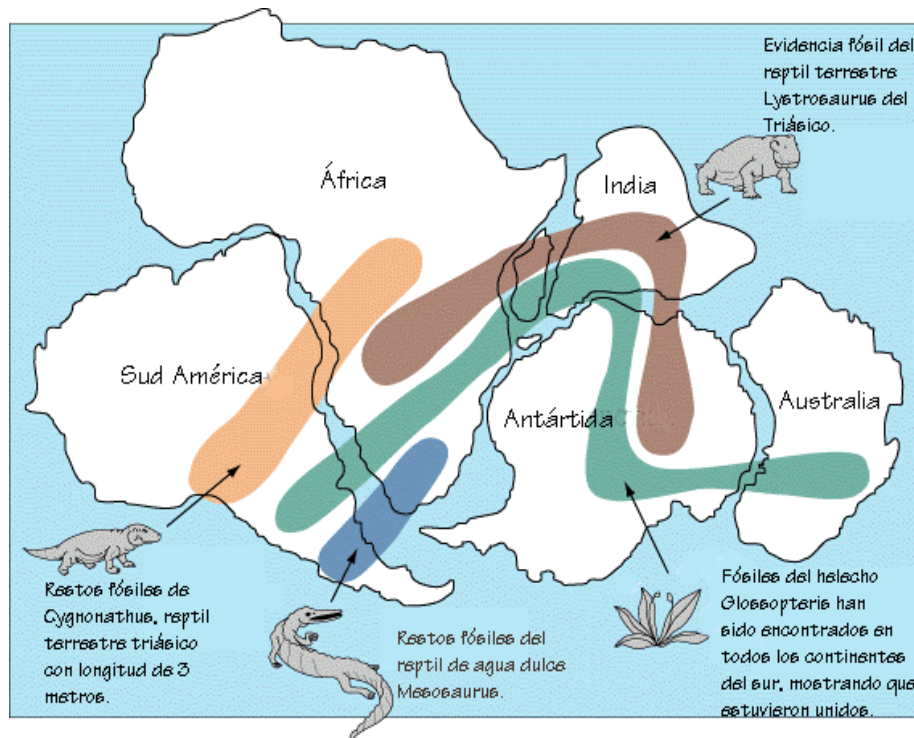 Evidencia fósil del
reptil terrestre
Lystrosaurus del
Triásico.
África
India
Sud América
Antártida
Australia
Restos fósiles de
Cygnonathus, reptil
terrestre triásico
con longitud de 3
metros.
Restos fósiles del
reptil de agua dulce
Mesosaurus.
Fósiles del helecho
Glossopteris han
sido encontrados en
todos los continentes
del sur, mostrando que
estuvieron unidos.